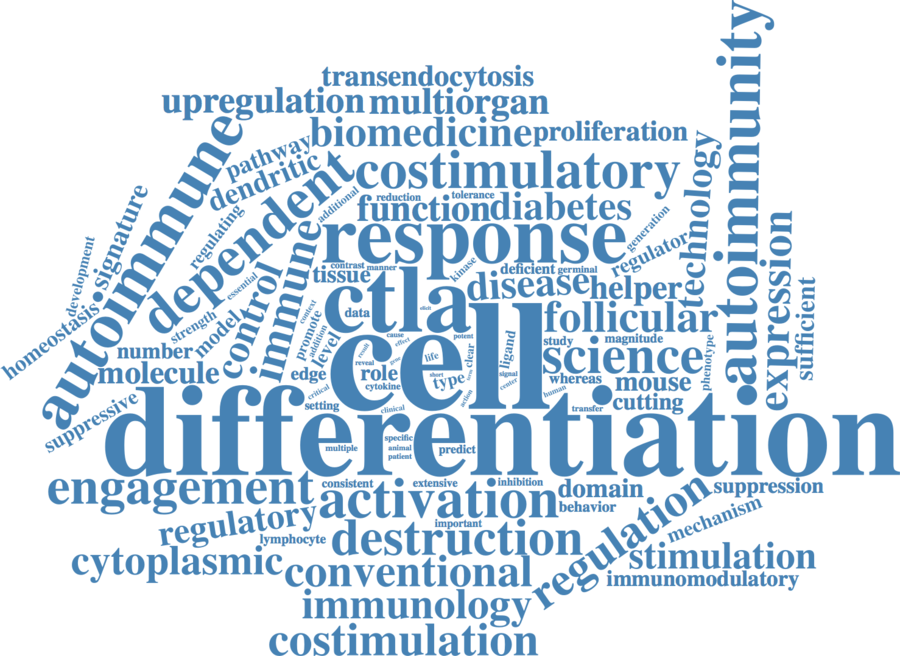 transendocytosis
upregulation
multiorgan
biomedicine
proliferation
autoimmunity
autoimmune
pathway
dendritic
dependent
costimulatory
technology
reduction
tolerance
additional
function
diabetes
generation
regulator
signature
regulating
development
response
immune
contrast
manner
kinase
deficient
germinal
tissue
disease
helper
expression
sufficient
essential
control
homeostasis
strength
model
context
promote
addition
level
data
ctla
follicular
cause
effect
potent
study
magnitude
phenotype
number
molecule
result
reveal
gene
life
clear
ligand
science
edge
role
cytokine
short
type
signal
center
whereas
mouse
human
cell
critical
action
setting
clinical
transfer
cutting
suppressive
differentiation
specific
animal
patient
multiple
predict
engagement
consistent
extensive
inhibition
activation
domain
behavior
suppression
regulatory
lymphocyte
important
destruction
regulation
mechanism
cytoplasmic
conventional
stimulation
immunomodulatory
immunology
costimulation